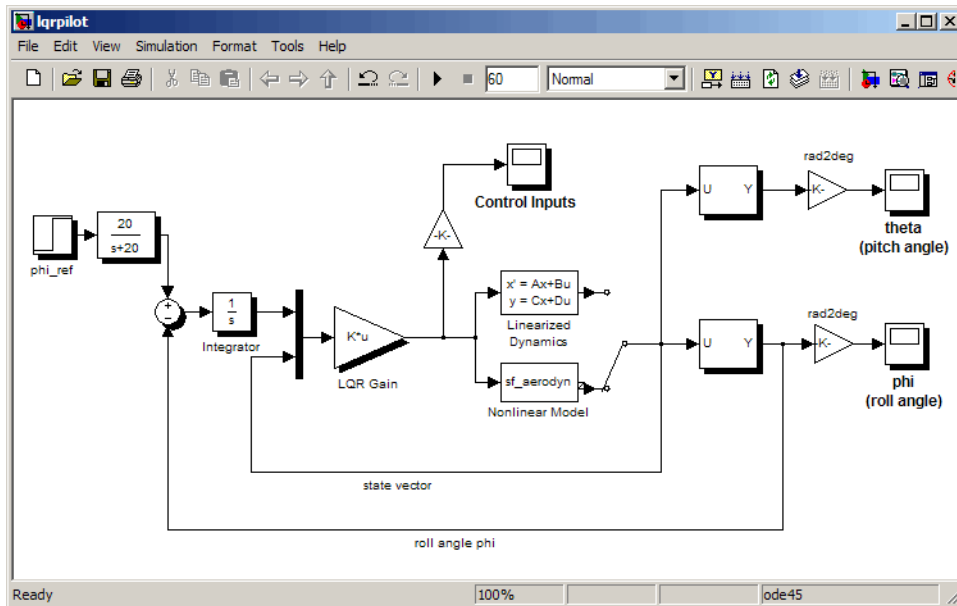 lqrpilot
File Edit View Simulation Format Tools Help
60 Normal
rad2deg
U Y
K-
theta
(pitch angle)
Control Inputs
-K-
20
s+20
phi_ref
+
−
1
s
Integrator
K*u
LQR Gain
x' = Ax+Bu
y = Cx+Du
Linearized
Dynamics
sf_aerodyn
Nonlinear Model
rad2deg
U Y
K-
phi
(roll angle)
state vector
roll angle phi
Ready 100% ode45